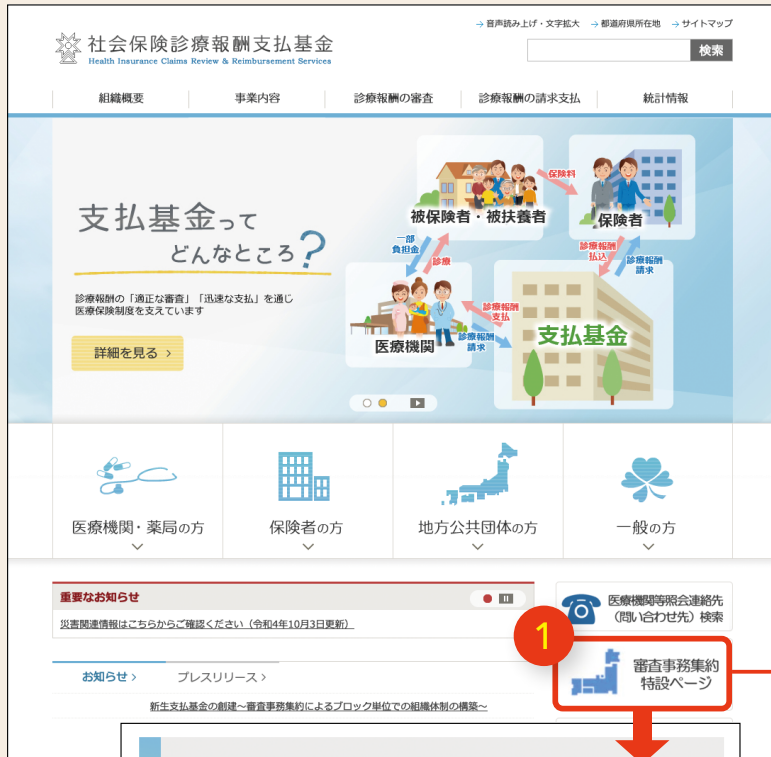 → 音声読み上げ・文字拡大 → 都道府県所在地 → サイトマップ
社会保険診療報酬支払基金
Health Insurance Claims Review & Reimbursement Services
検索
組織概要 事業内容 診療報酬の審査 診療報酬の請求支払 統計情報
支払基金って
どんなところ?
診療報酬の「適正な審査」「迅速な支払」を通じ
医療保険制度を支えています
詳細を見る >
保険料
被保険者・被扶養者
保険者
一部
負担金
診療
診療報酬
払込
診療報酬
請求
診療報酬
支払
診療報酬
請求
医療機関
支払基金
医療機関・薬局の方
保険者の方
地方公共団体の方
一般の方
重要なお知らせ
災害関連情報はこちらからご確認ください(令和4年10月3日更新)
医療機関等照会連絡先
(問い合わせ先)検索
1
審査事務集約
特設ページ
お知らせ > プレスリリース >
新生支払基金の創建~審査事務集約によるブロック単位での組織体制の構築~